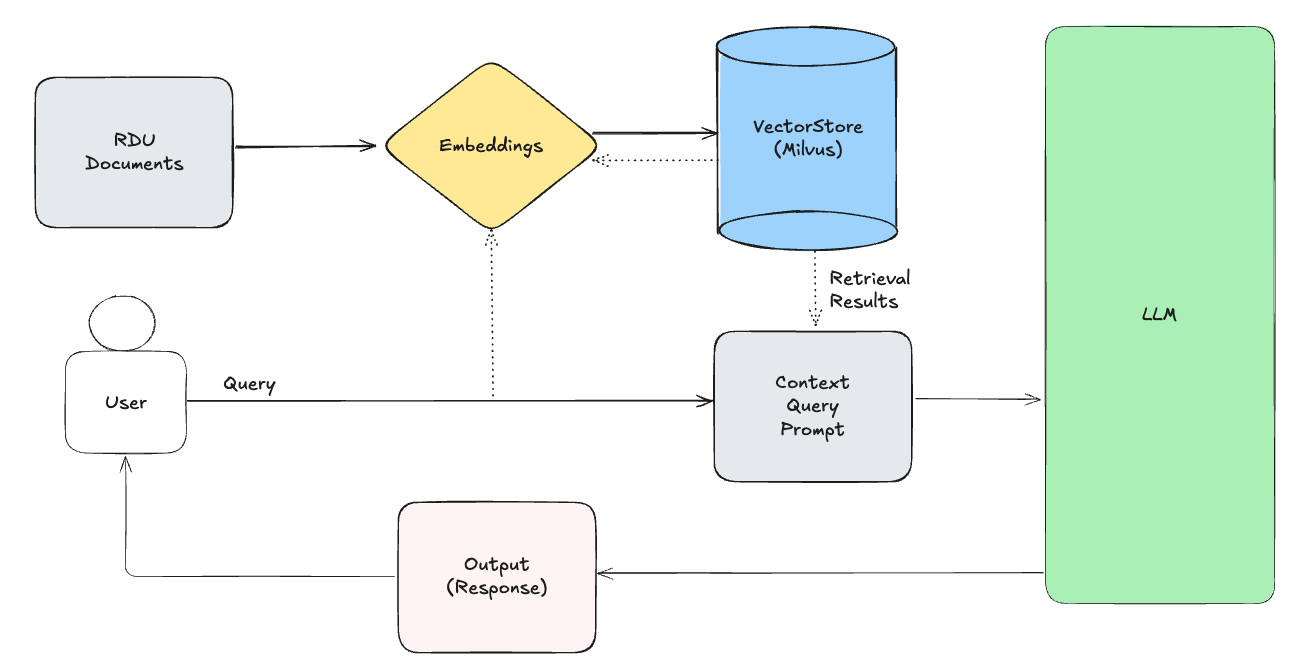 RDU
Documents
Embeddings
VectorStore
(Milvus)
Retrieval
Results
LLM
User
Query
Context
Query
Prompt
Output
(Response)